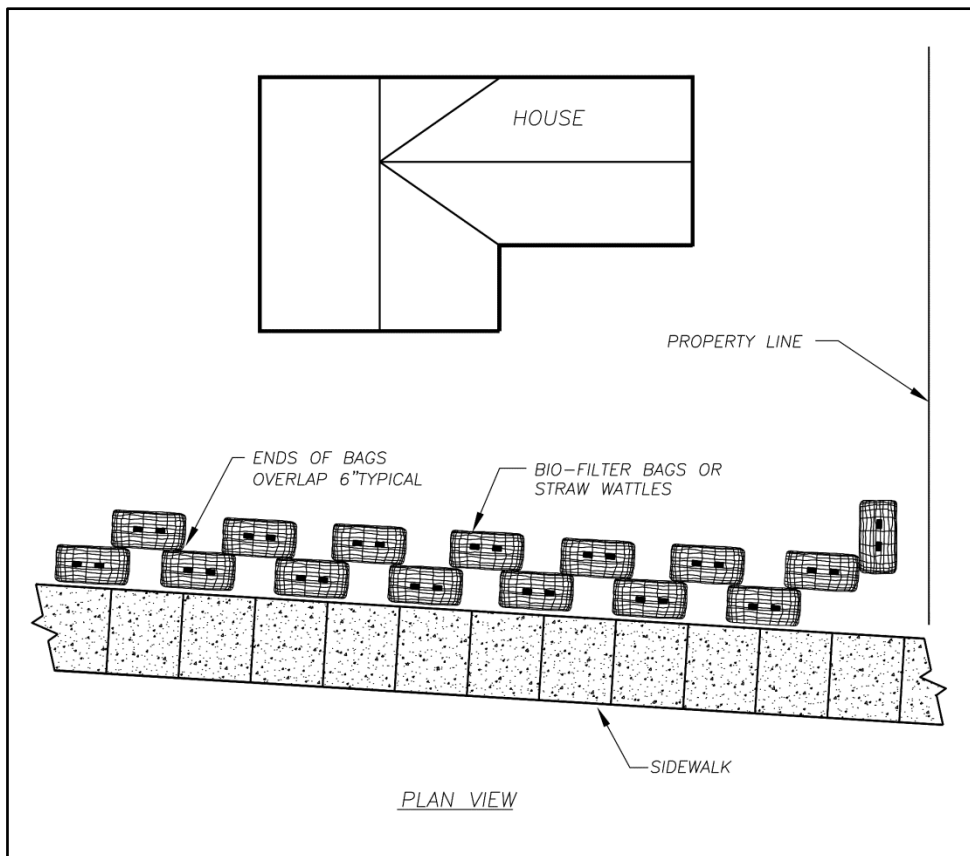 HOUSE
PROPERTY LINE
ENDS OF BAGS
OVERLAP 6"TYPICAL
BIO-FILTER BAGS OR
STRAW WATTLES
SIDEWALK
PLAN VIEW